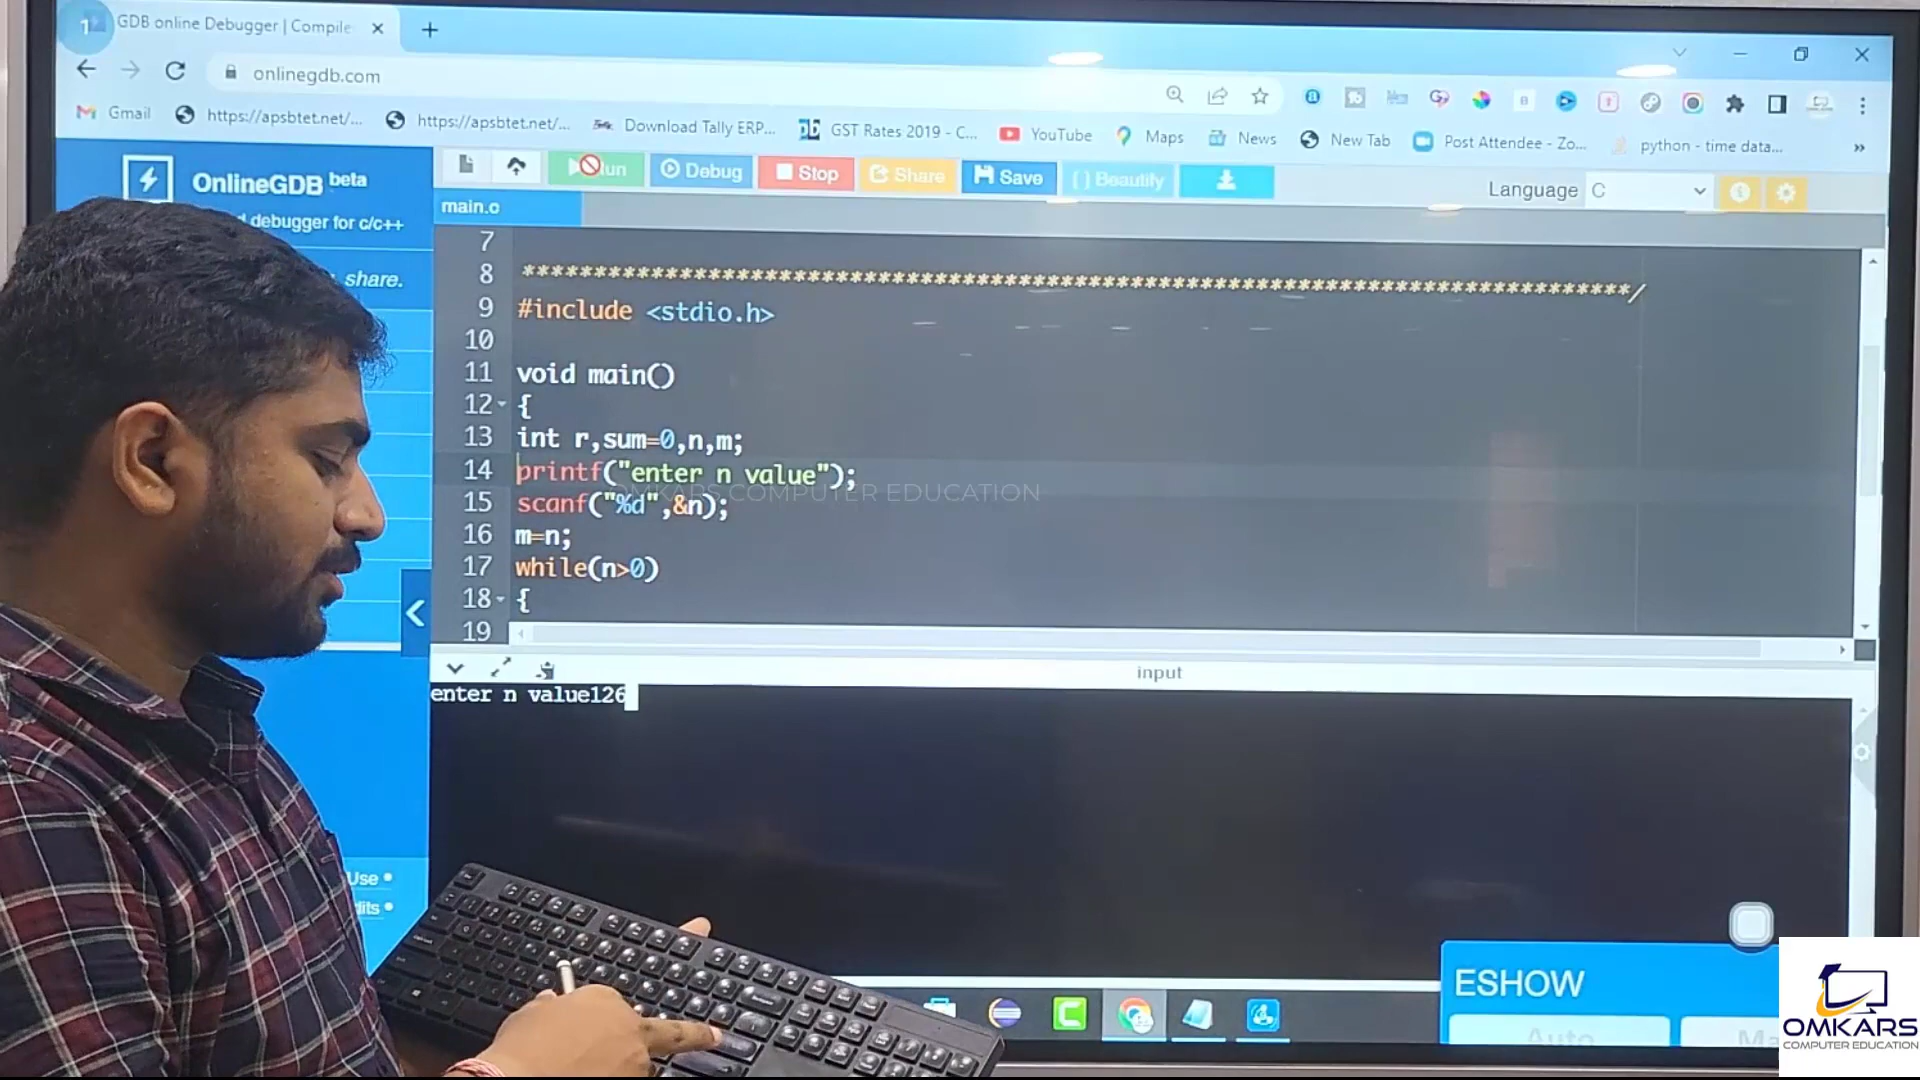 GDB online Debugger | Compile
onlinegdb.com
Gmail
https://apsbtet.net/...
https://apsbtet.net/...
Download Tally ERP...
GST Rates 2019 - C...
YouTube
Maps
News
New Tab
Post Attendee - Zo...
python - time data...
»
OnlineGDB beta
debugger for c/c++
share.
Debug
Stop
Share
Save
{ } Beautify
Language C
main.c
7
8 ******************************************************************************/
9 #include <stdio.h>
10
11 void main()
12 {
13 int r,sum=0,n,m;
14 printf("enter n value");
15 scanf("%d",&n);
16 m=n;
17 while(n>0)
18 {
19
OMKARS COMPUTER EDUCATION
input
enter n value126
Use
ESHOW
Auto
OMKARS
COMPUTER EDUCATION